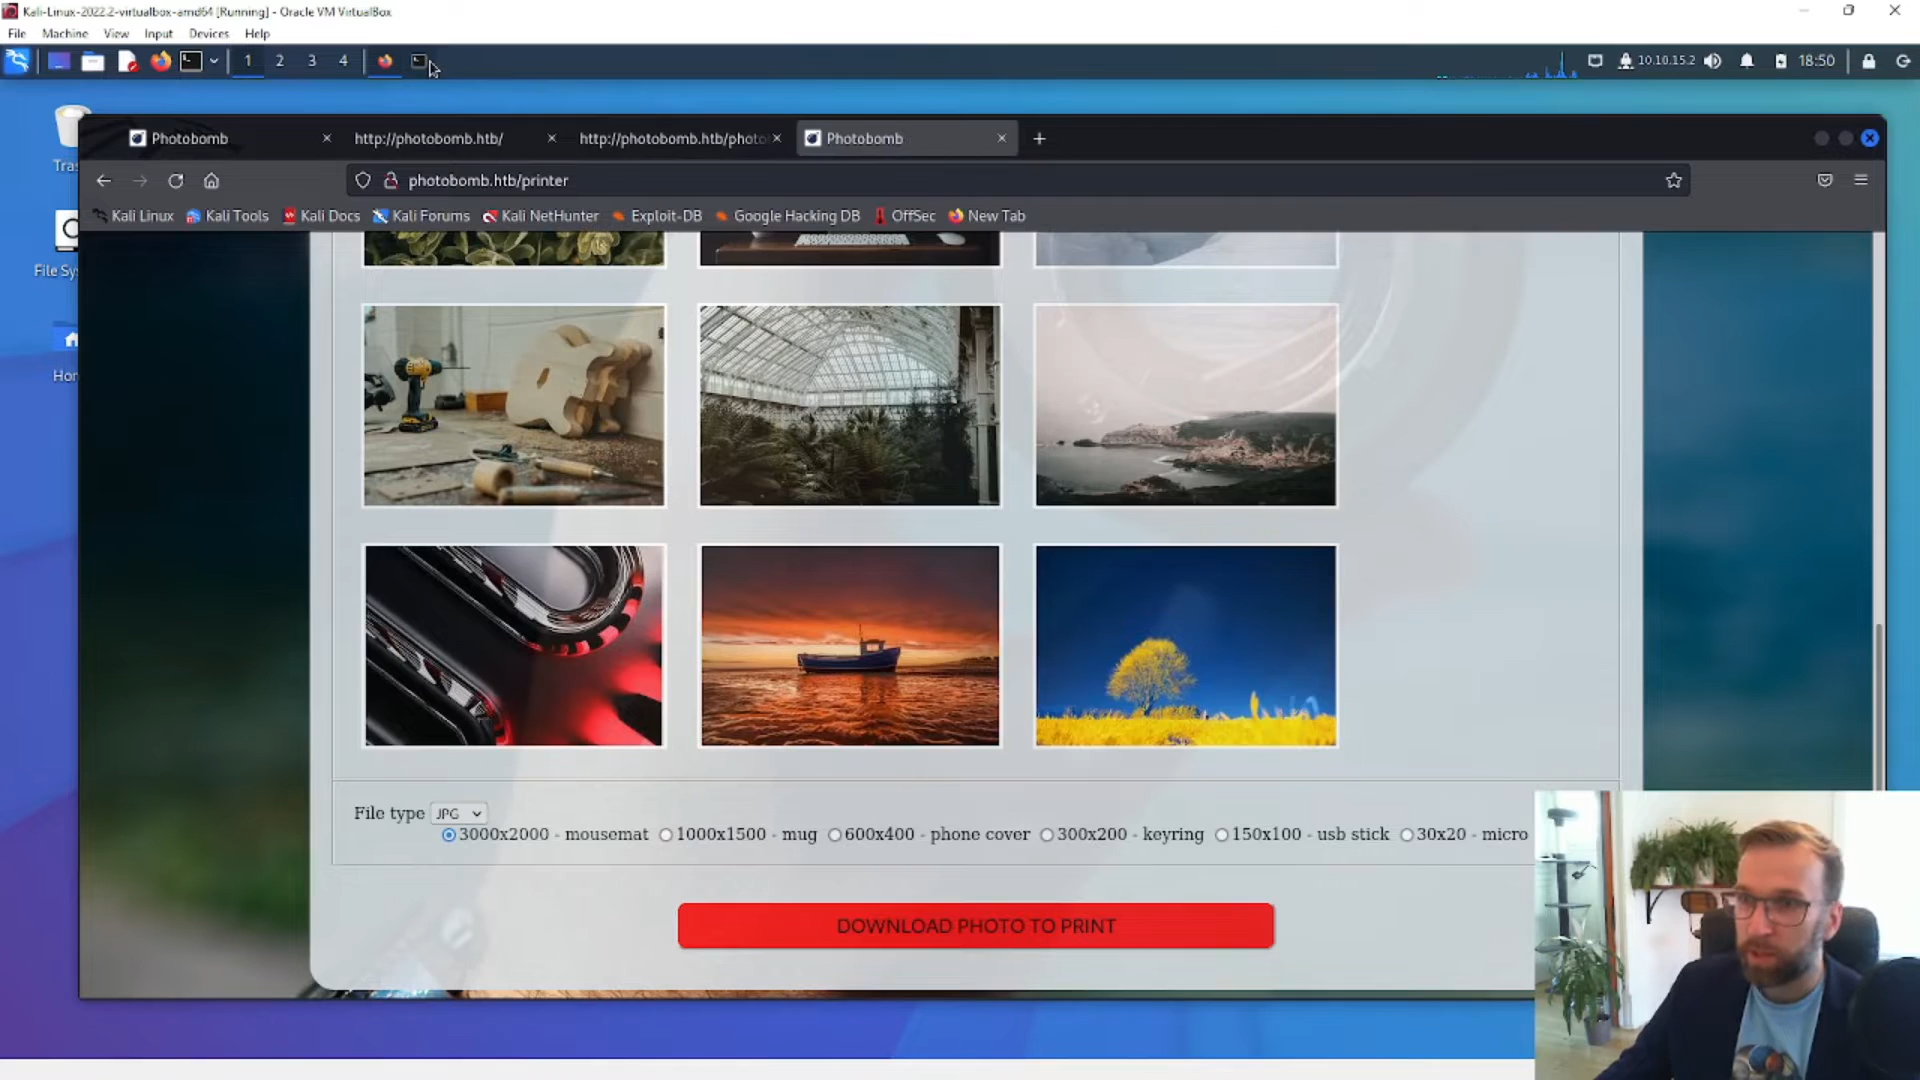 Kali-Linux-2022.2-virtualbox-amd64 [Running] - Oracle VM VirtualBox
File Machine View Input Devices Help
1 2 3 4 10.10.15.2 18:50
Photobomb http://photobomb.htb/ http://photobomb.htb/photo Photobomb
photobomb.htb/printer
Kali Linux Kali Tools Kali Docs Kali Forums Kali NetHunter Exploit-DB Google Hacking DB OffSec New Tab
Tra
File Sy
Ho
File type JPG
3000x2000 - mousemat 1000x1500 - mug 600x400 - phone cover 300x200 - keyring 150x100 - usb stick 30x20 - micro
DOWNLOAD PHOTO TO PRINT